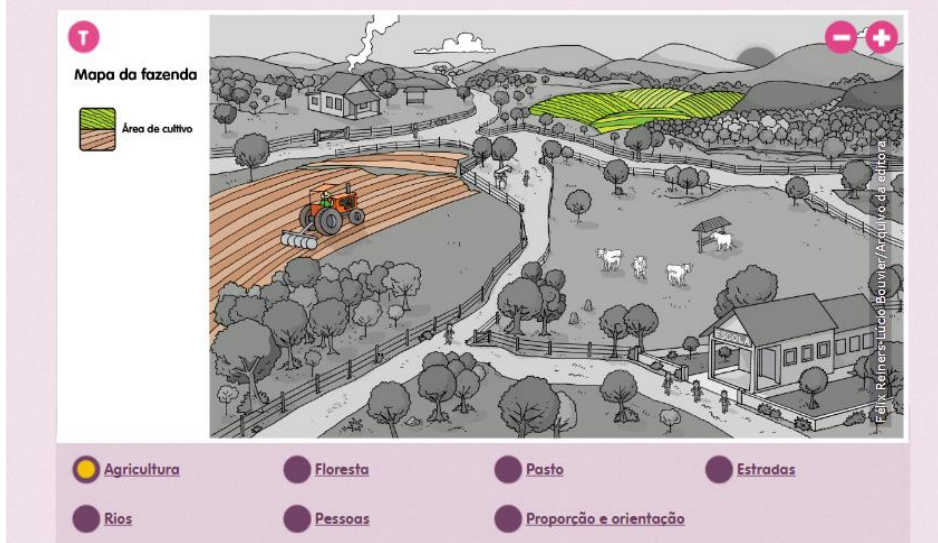 T
− +
Mapa da fazenda
Área de cultivo
ESCOLA
Felix Reiners-Lucio Bouvier/Arquivo da editora
Agricultura Floresta Pasto Estradas
Rios Pessoas Proporção e orientação